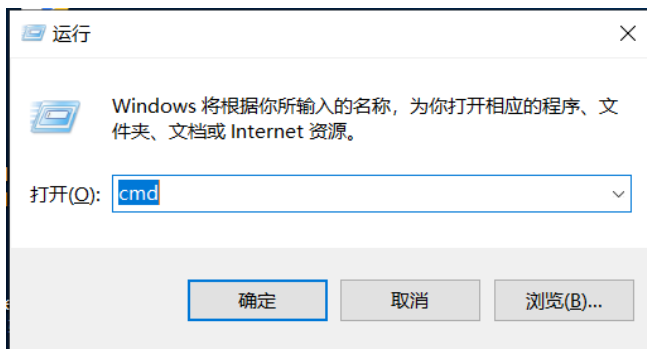 运行
Windows 将根据你所输入的名称，为你打开相应的程序、文
件夹、文档或 Internet 资源。
打开(O): cmd
确定 取消 浏览(B)...